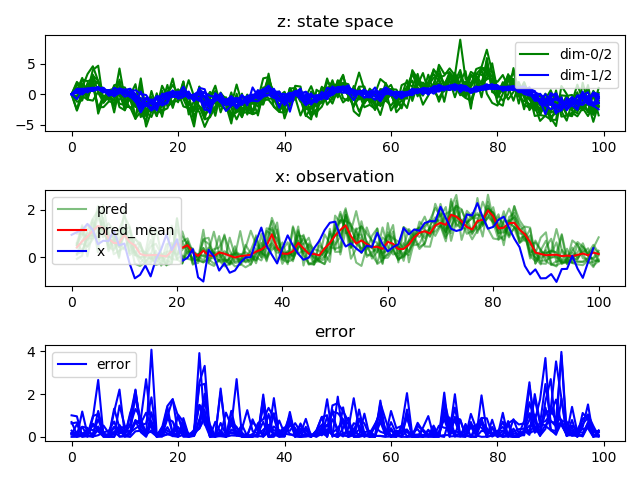 z: state space
5
0
−5
dim-0/2
dim-1/2
0 20 40 60 80 100
x: observation
2
0
pred
pred_mean
x
0 20 40 60 80 100
error
4
2
0
error
0 20 40 60 80 100